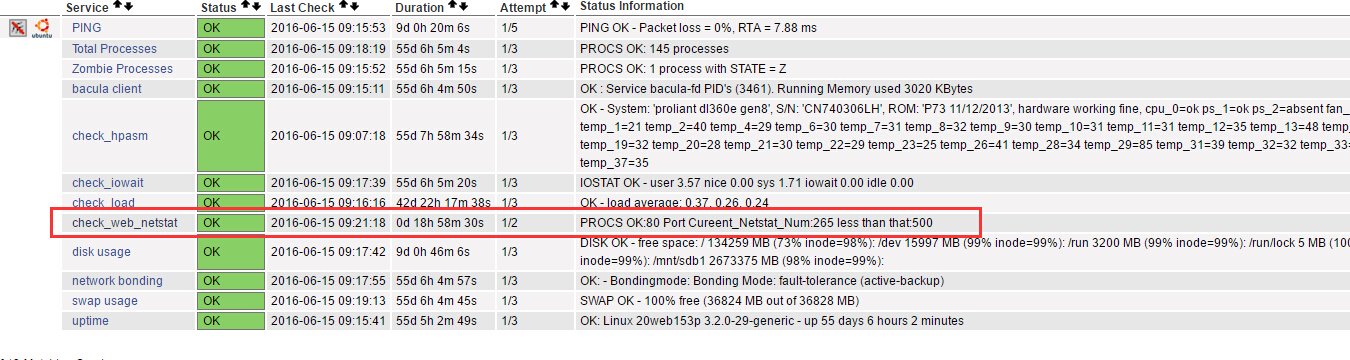 Service Status Last Check Duration Attempt Status Information
ubuntu PING OK 2016-06-15 09:15:53 9d 0h 20m 6s 1/5 PING OK - Packet loss = 0%, RTA = 7.88 ms
Total Processes OK 2016-06-15 09:18:19 55d 6h 5m 4s 1/3 PROCS OK: 145 processes
Zombie Processes OK 2016-06-15 09:15:52 55d 6h 5m 15s 1/3 PROCS OK: 1 process with STATE = Z
bacula client OK 2016-06-15 09:15:11 55d 6h 4m 50s 1/3 OK : Service bacula-fd PID's (3461). Running Memory used 3020 KBytes
OK - System: 'proliant dl360e gen8', S/N: 'CN740306LH', ROM: 'P73 11/12/2013', hardware working fine, cpu_0=ok ps_1=ok ps_2=absent fan_
check_hpasm OK 2016-06-15 09:07:18 55d 7h 58m 34s 1/3 temp_1=21 temp_2=40 temp_4=29 temp_6=30 temp_7=31 temp_8=32 temp_9=30 temp_10=31 temp_11=31 temp_12=35 temp_13=48 temp_
temp_19=32 temp_20=28 temp_21=30 temp_22=29 temp_23=25 temp_26=41 temp_28=34 temp_29=85 temp_31=39 temp_32=32 temp_33=
temp_37=35
check_iowait OK 2016-06-15 09:17:39 55d 6h 5m 20s 1/3 IOSTAT OK - user 3.57 nice 0.00 sys 1.71 iowait 0.00 idle 0.00
check_load OK 2016-06-15 09:16:16 42d 22h 17m 38s 1/3 OK - load average: 0.37, 0.26, 0.24
check_web_netstat OK 2016-06-15 09:21:18 0d 18h 58m 30s 1/2 PROCS OK:80 Port Cureent_Netstat_Num:265 less than that:500
disk usage OK 2016-06-15 09:17:42 9d 0h 46m 6s 1/3 DISK OK - free space: / 134259 MB (73% inode=98%): /dev 15997 MB (99% inode=99%): /run 3200 MB (99% inode=99%): /run/lock 5 MB (100
inode=99%): /mnt/sdb1 2673375 MB (98% inode=99%):
network bonding OK 2016-06-15 09:17:55 55d 6h 4m 57s 1/3 OK: - Bondingmode: Bonding Mode: fault-tolerance (active-backup)
swap usage OK 2016-06-15 09:19:13 55d 6h 4m 45s 1/3 SWAP OK - 100% free (36824 MB out of 36828 MB)
uptime OK 2016-06-15 09:15:41 55d 5h 2m 49s 1/3 OK: Linux 20web153p 3.2.0-29-generic - up 55 days 6 hours 2 minutes